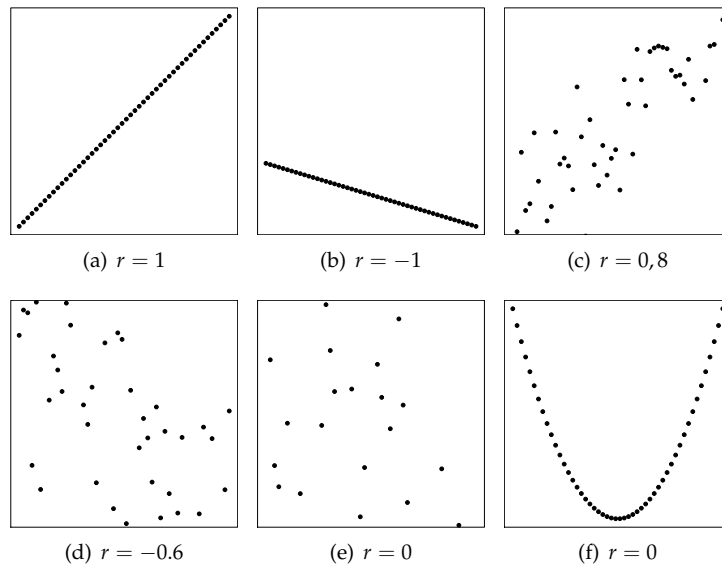 (a) r = 1
(b) r = −1
(c) r = 0, 8
(d) r = −0.6
(e) r = 0
(f) r = 0